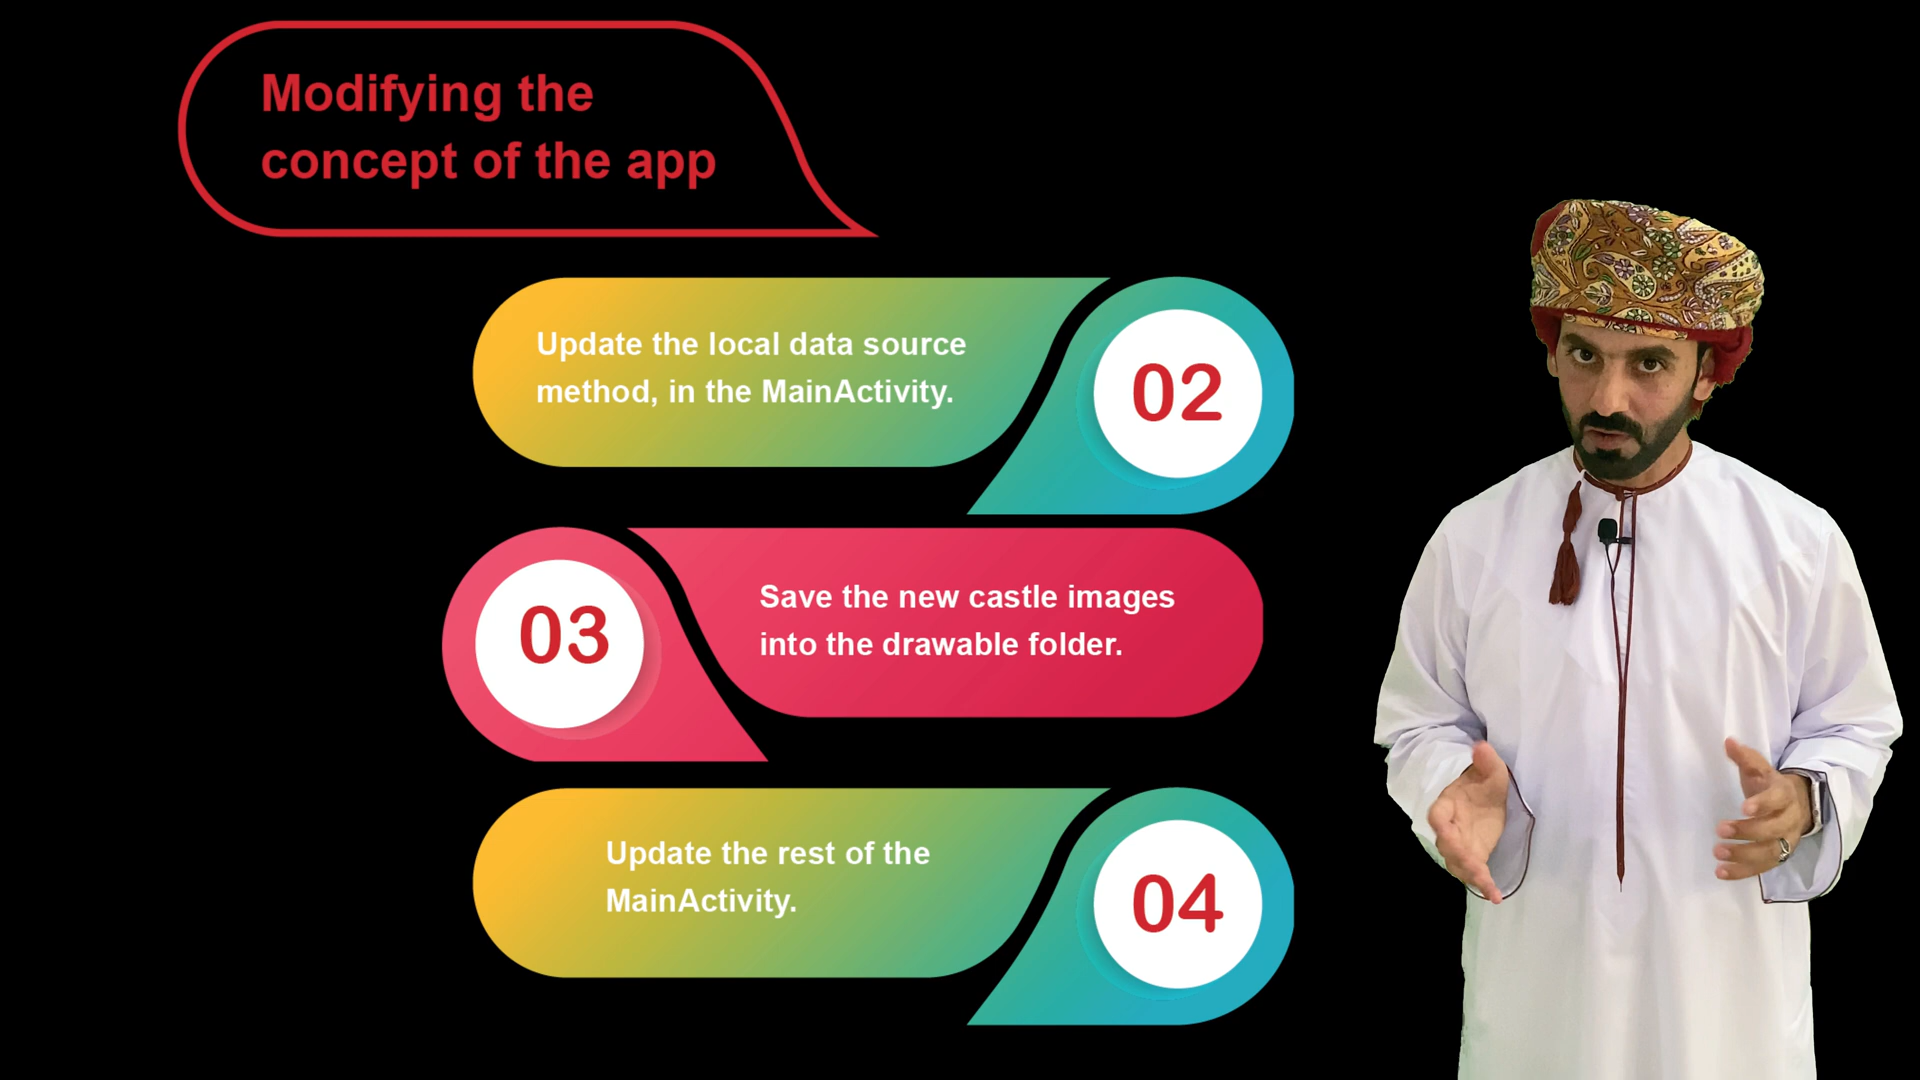 Modifying the
concept of the app
Update the local data source
method, in the MainActivity.
02
03
Save the new castle images
into the drawable folder.
Update the rest of the
MainActivity.
04